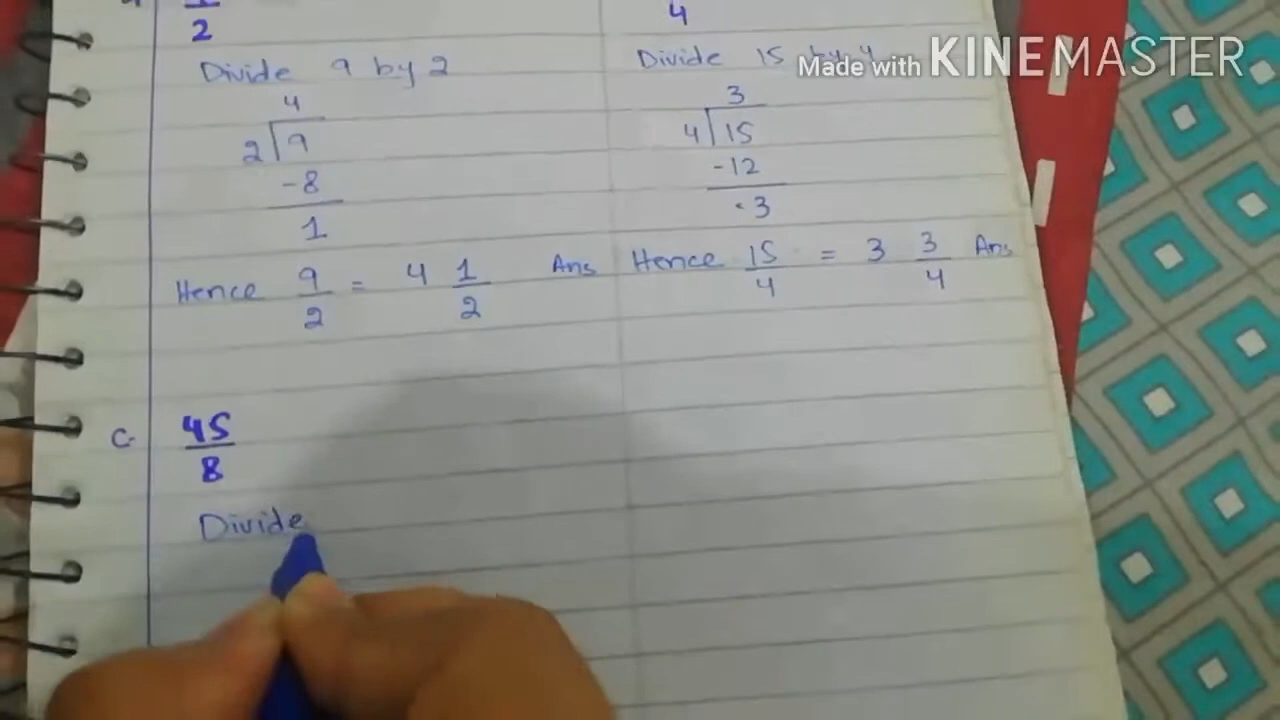 2
Divide 9 by 2
4
2 9
-8
1
Hence 9/2 = 4 1/2 Ans
4
Divide 15 by 4
3
4 15
-12
3
Hence 15/4 = 3 3/4 Ans
c. 45/8
Divide
Made with KINEMASTER